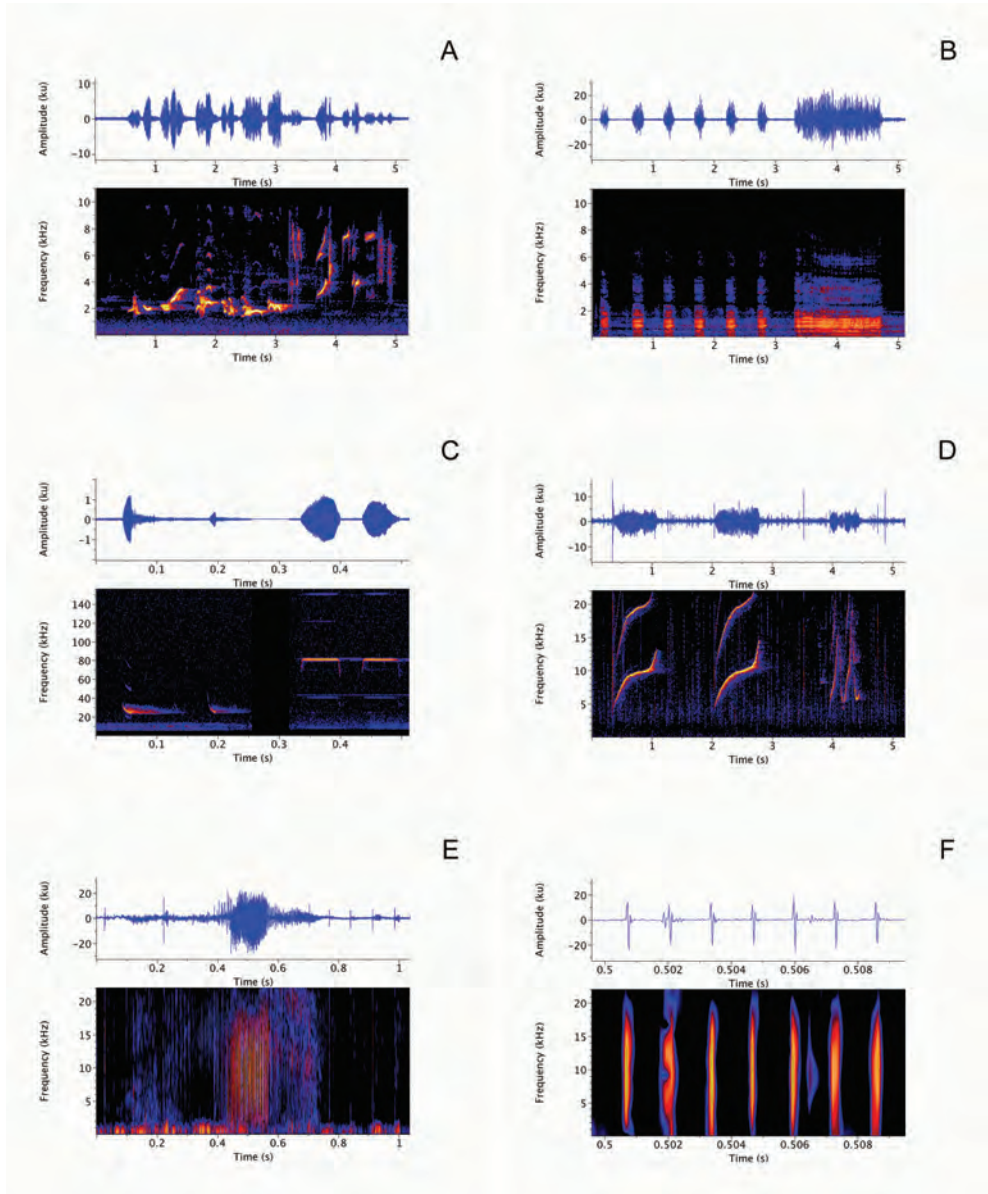 A
Amplitude (ku)
10
0
−10
1 2 3 4 5
Time (s)
Frequency (kHz)
10
8
6
4
2
1 2 3 4 5
Time (s)
B
Amplitude (ku)
20
0
−20
1 2 3 4 5
Time (s)
Frequency (kHz)
10
8
6
4
2
1 2 3 4 5
Time (s)
C
Amplitude (ku)
1
0
−1
0.1 0.2 0.3 0.4
Time (s)
Frequency (kHz)
140
120
100
80
60
40
20
0.1 0.2 0.3 0.4
Time (s)
D
Amplitude (ku)
10
0
−10
1 2 3 4 5
Time (s)
Frequency (kHz)
20
15
10
5
1 2 3 4 5
Time (s)
E
Amplitude (ku)
20
0
−20
0.2 0.4 0.6 0.8 1
Time (s)
Frequency (kHz)
20
15
10
5
0.2 0.4 0.6 0.8 1
Time (s)
F
Amplitude (ku)
20
0
−20
0.5 0.502 0.504 0.506 0.508
Time (s)
Frequency (kHz)
20
15
10
5
0.5 0.502 0.504 0.506 0.508
Time (s)